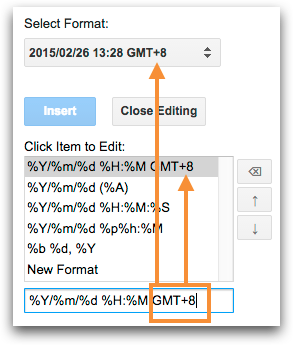 Select Format:
2015/02/26 13:28 GMT+8
Insert
Close Editing
Click Item to Edit:
%Y/%m/%d %H:%M GMT+8
%Y/%m/%d (%A)
%Y/%m/%d %H:%M:%S
%Y/%m/%d %p%h:%M
%b %d, %Y
New Format
%Y/%m/%d %H:%M GMT+8